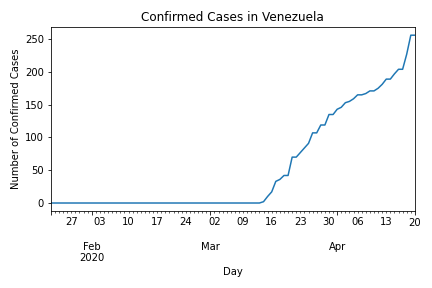 Confirmed Cases in Venezuela
Number of Confirmed Cases
250
200
150
100
50
0
27 03 10 17 24 02 09 16 23 30 06 13 20
Feb Mar Apr
2020
Day